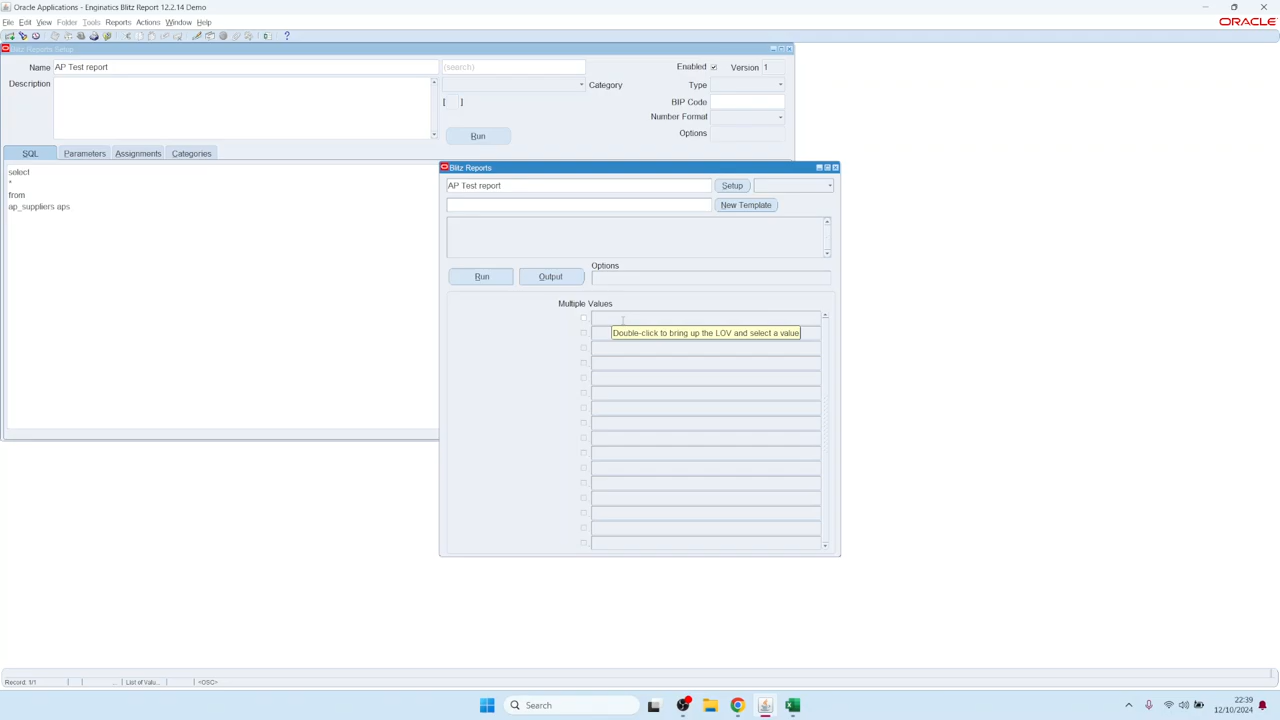 Oracle Applications - Enginatics Blitz Report 12.2.14 Demo
File Edit View Folder Tools Reports Actions Window Help
ORACLE
Blitz Reports Setup
Name AP Test report (search) Enabled Version 1
Description Category Type
[ ] BIP Code
Number Format
Run Options
SQL Parameters Assignments Categories
select
*
from
ap_suppliers aps
Blitz Reports
AP Test report Setup
New Template
Options
Run Output
Multiple Values
Double-click to bring up the LOV and select a value
Record: 1/1 ... List of Valu... <OSC>
Search
22:39
12/10/2024